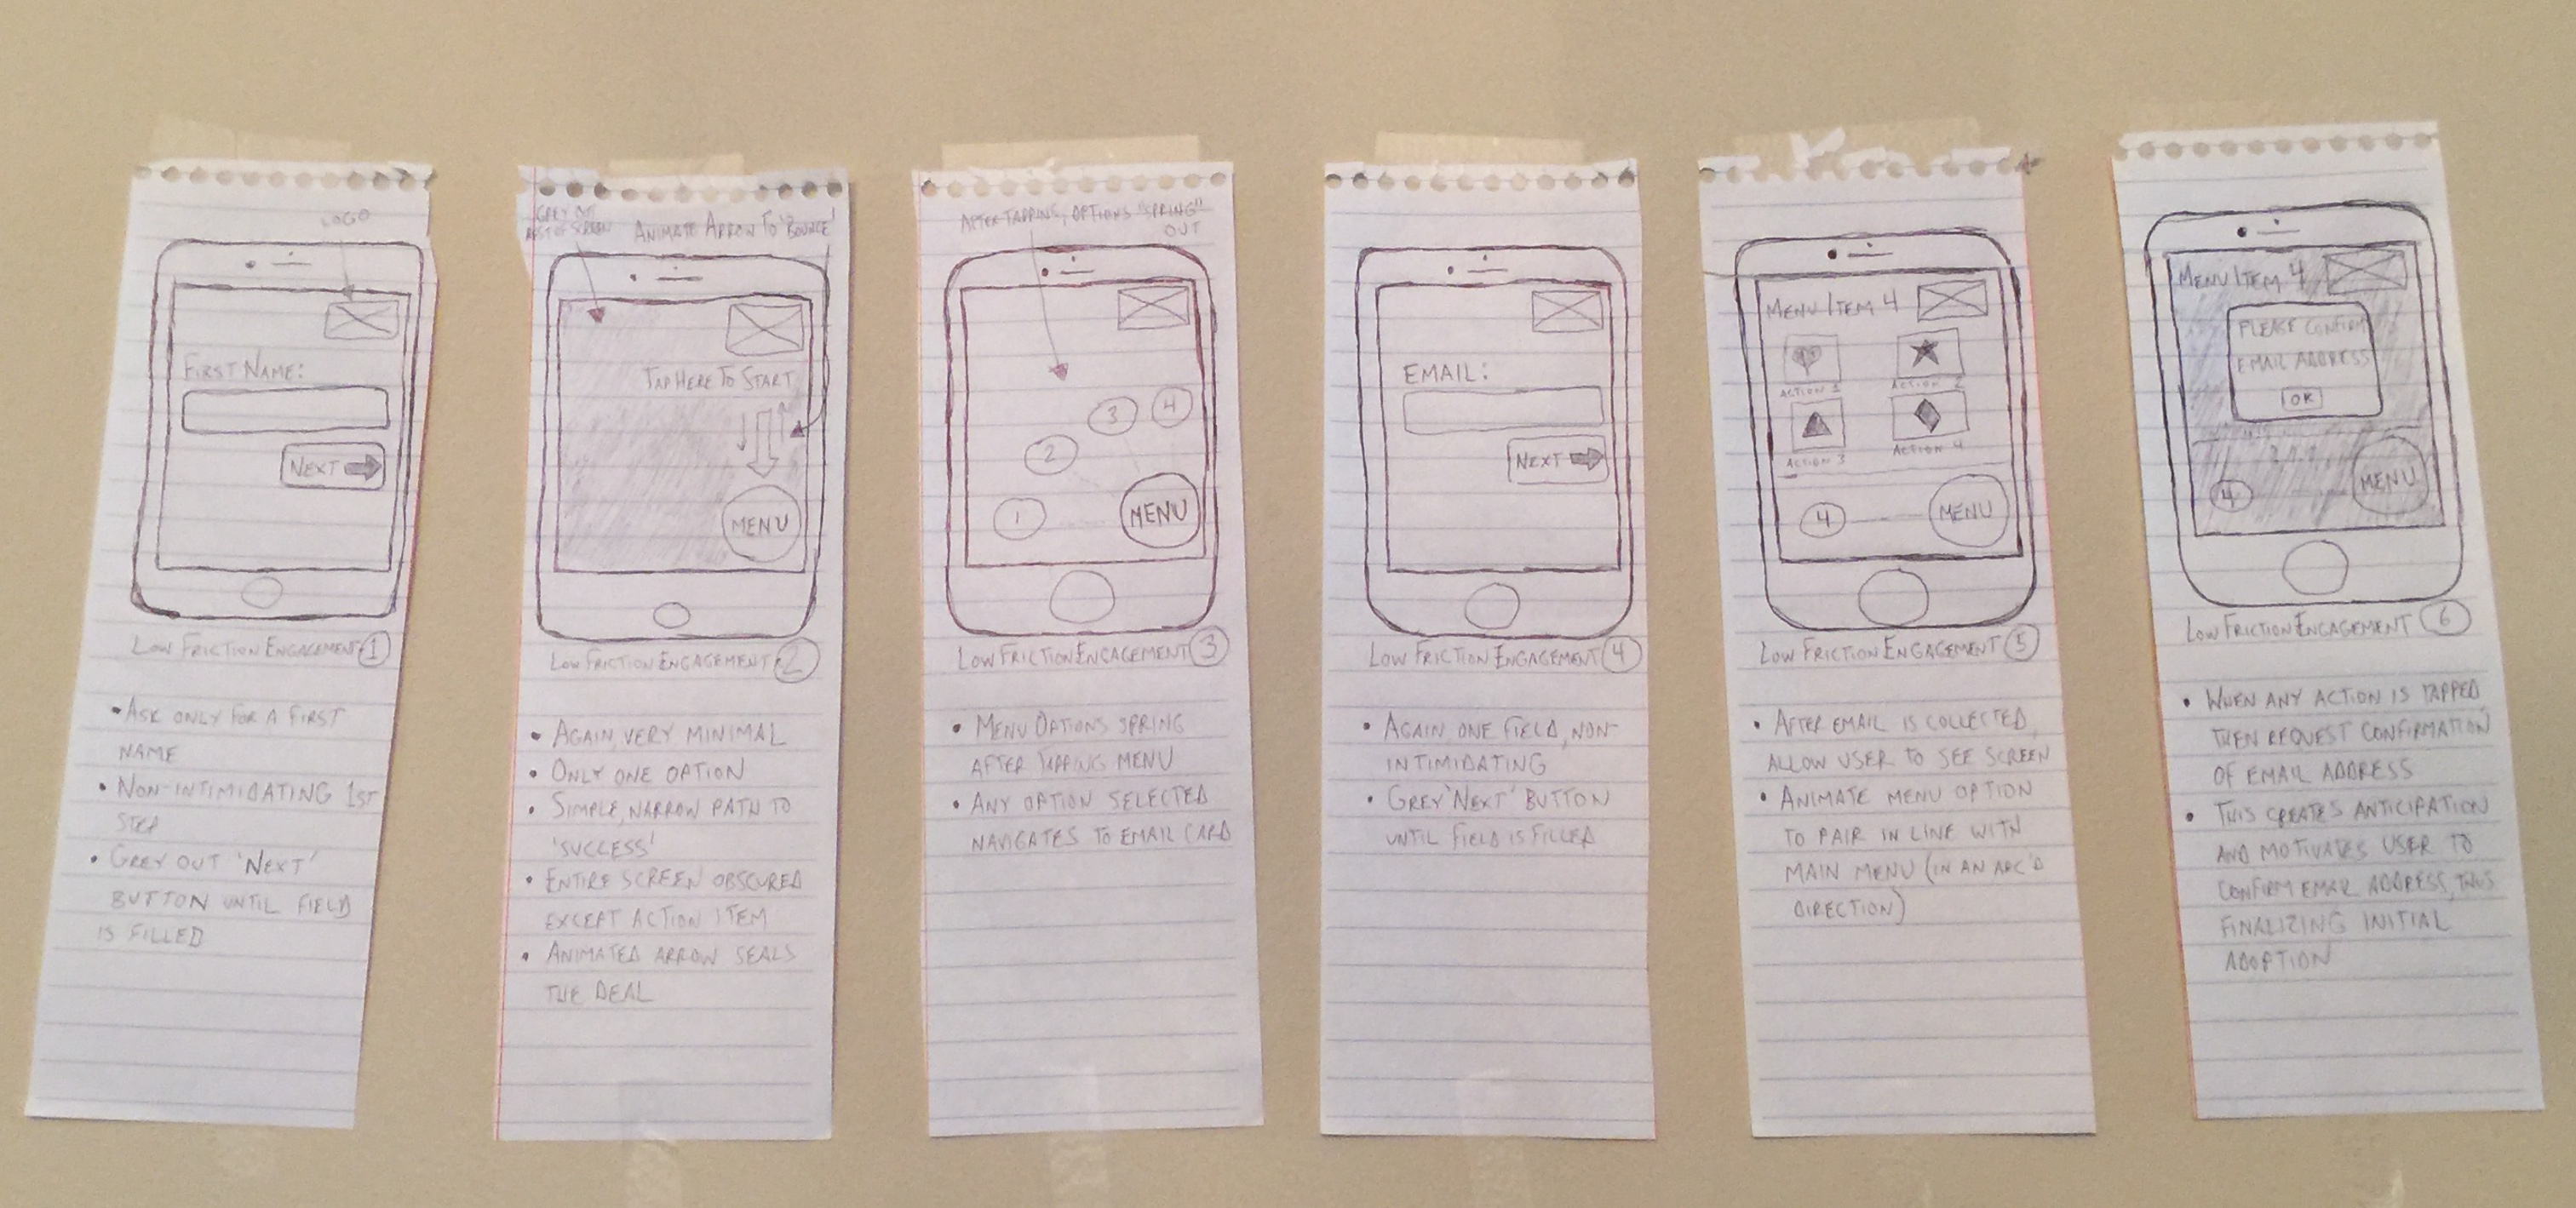 LOGO
FIRST NAME:
NEXT
LOW FRICTION ENGAGEMENT 1
• ASK ONLY FOR A FIRST
NAME
• NON-INTIMIDATING 1ST
STEP
• GREY OUT 'NEXT'
BUTTON UNTIL FIELD
IS FILLED
GREY OUT
REST OF SCREEN
ANIMATE ARROW TO 'BOUNCE'
TAP HERE TO START
MENU
LOW FRICTION ENGAGEMENT 2
• AGAIN, VERY MINIMAL
• ONLY ONE OPTION
• SIMPLE, NARROW PATH TO
'SUCCESS'
• ENTIRE SCREEN OBSCURED
EXCEPT ACTION ITEM
• ANIMATED ARROW SEALS
THE DEAL
AFTER TAPPING, OPTIONS "SPRING"
OUT
3 4
2
1
MENU
LOW FRICTION ENGAGEMENT 3
• MENU OPTIONS SPRING
AFTER TAPPING MENU
• ANY OPTION SELECTED
NAVIGATES TO EMAIL CARD
EMAIL:
NEXT
LOW FRICTION ENGAGEMENT 4
• AGAIN, ONE FIELD, NON-
INTIMIDATING
• GREY 'NEXT' BUTTON
UNTIL FIELD IS FILLED
MENU ITEM 4
ACTION 1 ACTION 2
ACTION 3 ACTION 4
4 MENU
LOW FRICTION ENGAGEMENT 5
• AFTER EMAIL IS COLLECTED,
ALLOW USER TO SEE SCREEN
• ANIMATE MENU OPTION
TO PAIR IN LINE WITH
MAIN MENU (IN AN ARC'D
DIRECTION)
MENU ITEM 4
PLEASE CONFIRM
EMAIL ADDRESS
OK
4 MENU
LOW FRICTION ENGAGEMENT 6
• WHEN ANY ACTION IS TAPPED,
THEN REQUEST CONFIRMATION
OF EMAIL ADDRESS
• THIS CREATES ANTICIPATION
AND MOTIVATES USER TO
CONFIRM EMAIL ADDRESS, THUS
FINALIZING INITIAL
ADOPTION